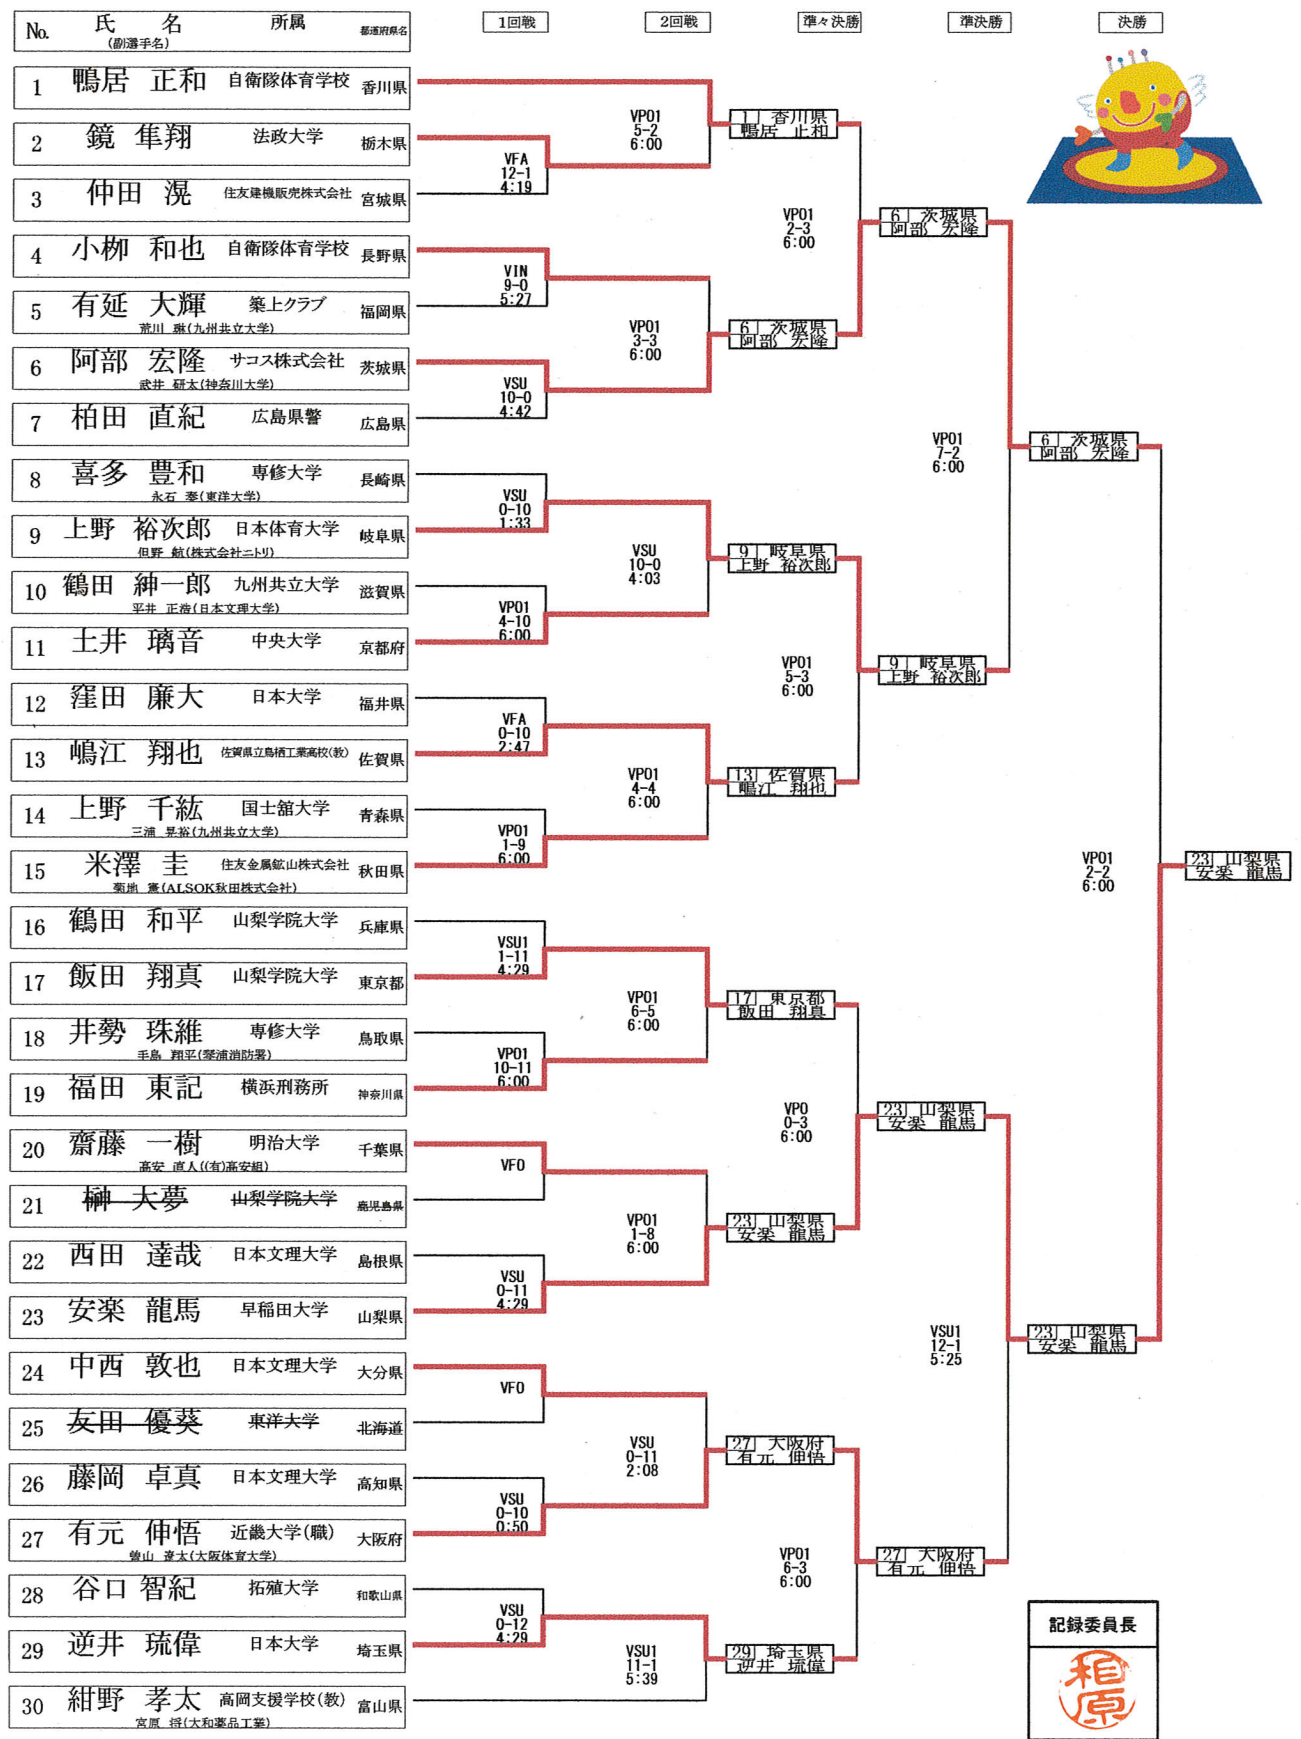 No. 氏 名 所属 都道府県名 1回戦 2回戦 準々決勝 準決勝 決勝
(副選手名)
1 鴨居 正和 自衛隊体育学校 香川県
2 鏡 隼翔 法政大学 栃木県
3 仲田 滉 住友建機販売株式会社 宮城県
4 小栁 和也 自衛隊体育学校 長野県
5 有延 大輝 築上クラブ 福岡県
荒川 (九州共立大学)
6 阿部 宏隆 サコス株式会社 茨城県
武井 研太(神奈川大学)
7 柏田 直紀 広島県警 広島県
8 喜多 豊和 専修大学 長崎県
永石 泰(東洋大学)
9 上野 裕次郎 日本体育大学 岐阜県
但野 航(株式会社ニトリ)
10 鶴田 紳一郎 九州共立大学 滋賀県
平井 正浩(日本文理大学)
11 土井 璃音 中央大学 京都府
12 窪田 廉大 日本大学 福井県
13 嶋江 翔也 佐賀県立鳥栖工業高校(教) 佐賀県
14 上野 千紘 国士舘大学 青森県
三浦 晃裕(九州共立大学)
15 米澤 圭 住友金属鉱山株式会社 秋田県
菊地 憲(ALSOK秋田株式会社)
16 鶴田 和平 山梨学院大学 兵庫県
17 飯田 翔真 山梨学院大学 東京都
18 井勢 珠維 専修大学 鳥取県
手島 翔平(琴浦消防署)
19 福田 東記 横浜刑務所 神奈川県
20 齋藤 一樹 明治大学 千葉県
高安 直人((有)高安組)
21 榊 大夢 山梨学院大学 鹿児島県
22 西田 達哉 日本文理大学 島根県
23 安楽 龍馬 早稲田大学 山梨県
24 中西 敦也 日本文理大学 大分県
25 友田 優葵 東洋大学 北海道
26 藤岡 卓真 日本文理大学 高知県
27 有元 伸悟 近畿大学(職) 大阪府
曽山 遼太(大阪体育大学)
28 谷口 智紀 拓殖大学 和歌山県
29 逆井 琉偉 日本大学 埼玉県
30 紺野 孝太 高岡支援学校(教) 富山県
宮原 将(大和薬品工業)
VFA
12-1
4:19
VIN
9-0
5:27
VSU
10-0
4:42
VSU
0-10
1:33
VPO1
4-10
6:00
VFA
0-10
2:47
VPO1
1-9
6:00
VSU1
1-11
4:29
VPO1
10-11
6:00
VFO
VSU
0-11
4:29
VFO
VSU
0-10
0:50
VSU
0-12
4:29
VPO1
5-2
6:00
VPO1
3-3
6:00
VSU
10-0
4:03
VPO1
4-4
6:00
VPO1
6-5
6:00
VPO1
1-8
6:00
VSU
0-11
2:08
VSU1
11-1
5:39
1 香川県
鴨居 正和
6 茨城県
阿部 宏隆
9 岐阜県
上野 裕次郎
13 佐賀県
嶋江 翔也
17 東京都
飯田 翔真
23 山梨県
安楽 龍馬
27 大阪府
有元 伸悟
29 埼玉県
逆井 琉偉
VPO1
2-3
6:00
VPO1
5-3
6:00
VPO
0-3
6:00
VPO1
6-3
6:00
6 茨城県
阿部 宏隆
9 岐阜県
上野 裕次郎
23 山梨県
安楽 龍馬
27 大阪府
有元 伸悟
VPO1
7-2
6:00
VSU1
12-1
5:25
6 茨城県
阿部 宏隆
23 山梨県
安楽 龍馬
VPO1
2-2
6:00
23 山梨県
安楽 龍馬
記録委員長
相原